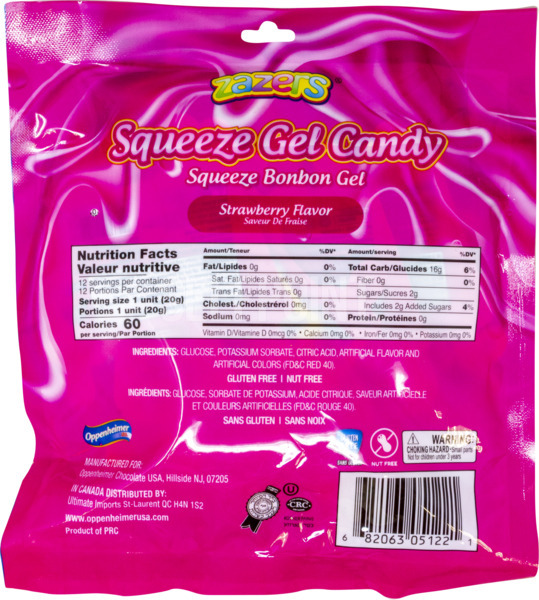 zazers®
Squeeze Gel Candy
Squeeze Bonbon Gel
Strawberry Flavor
Saveur De Fraise
Nutrition Facts
Valeur nutritive
12 servings per container
12 Portions Par Contenant
Serving size 1 unit (20g)
Portions 1 unit (20g)
Calories 60
per serving/Par Portion
Amount/Teneur %DV*
Fat/Lipides 0g 0%
Sat. Fat/Lipides Saturés 0g 0%
Trans Fat/Lipides Trans 0g
Cholest./Cholestrérol 0mg 0%
Sodium 0mg 0%
Amount/serving %DV*
Total Carb/Glucides 16g 6%
Fiber 0g 0%
Sugars/Sucres 2g
Includes 2g Added Sugars 4%
Protein/Protéines 0g
Vitamin D/Vitamine D 0mcg 0% • Calcium 0mg 0% • Iron/Fer 0mg 0% • Potassium 0mg 0%
INGREDIENTS: GLUCOSE, POTASSIUM SORBATE, CITRIC ACID, ARTIFICIAL FLAVOR AND
ARTIFICIAL COLORS (FD&C RED 40).
GLUTEN FREE | NUT FREE
INGRÉDIENTS: GLUCOSE, SORBATE DE POTASSIUM, ACIDE CITRIQUE, SAVEUR ARTIFICIELLE
ET COULEURS ARTIFICIELLES (FD&C ROUGE 40).
SANS GLUTEN | SANS NOIX
Oppenheimer
NUT FREE
WARNING:
CHOKING HAZARD-Small parts
Not for children under 3 years.
MANUFACTURED FOR:
Oppenheimer Chocolate USA, Hillside NJ, 07205
IN CANADA DISTRIBUTED BY:
Ultimate Imports St-Laurent QC H4N 1S2
www.oppenheimerusa.com
Product of PRC
U
CRC
6 82063 05122 1